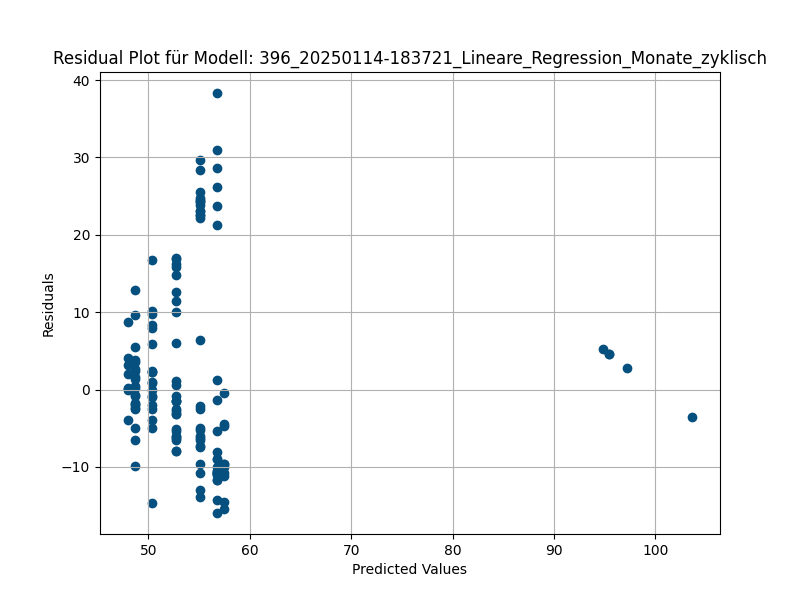 Residual Plot für Modell: 396_20250114-183721_Lineare_Regression_Monate_zyklisch
40
30
20
10
0
−10
Residuals
50 60 70 80 90 100
Predicted Values